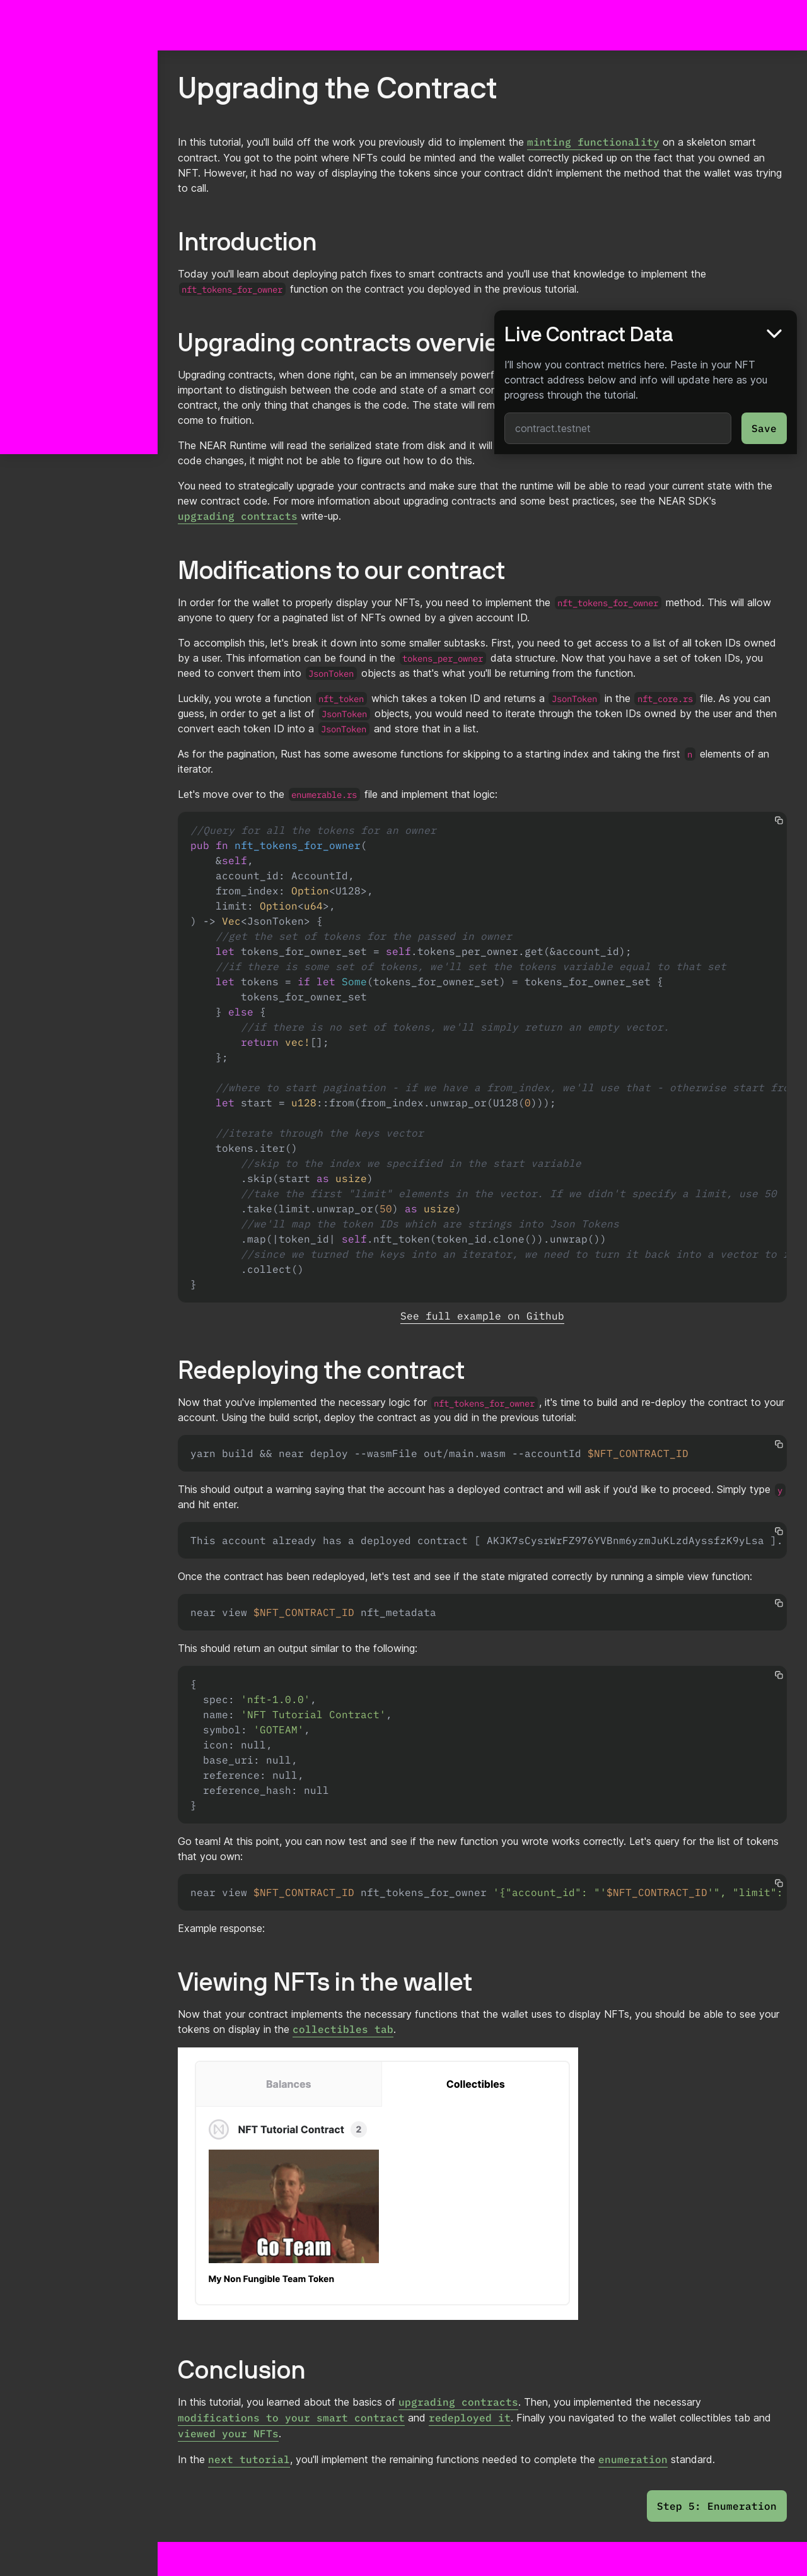 Upgrading the Contract
In this tutorial, you'll build off the work you previously did to implement the minting functionality on a skeleton smart
contract. You got to the point where NFTs could be minted and the wallet correctly picked up on the fact that you owned an
NFT. However, it had no way of displaying the tokens since your contract didn't implement the method that the wallet was trying
to call.
Introduction
Today you'll learn about deploying patch fixes to smart contracts and you'll use that knowledge to implement the
nft_tokens_for_owner function on the contract you deployed in the previous tutorial.
Upgrading contracts overvie
Upgrading contracts, when done right, can be an immensely powerf
important to distinguish between the code and state of a smart con
contract, the only thing that changes is the code. The state will rem
come to fruition.
The NEAR Runtime will read the serialized state from disk and it will
code changes, it might not be able to figure out how to do this.
Live Contract Data
I'll show you contract metrics here. Paste in your NFT
contract address below and info will update here as you
progress through the tutorial.
contract.testnet
Save
You need to strategically upgrade your contracts and make sure that the runtime will be able to read your current state with the
new contract code. For more information about upgrading contracts and some best practices, see the NEAR SDK's
upgrading contracts write-up.
Modifications to our contract
In order for the wallet to properly display your NFTs, you need to implement the nft_tokens_for_owner method. This will allow
anyone to query for a paginated list of NFTs owned by a given account ID.
To accomplish this, let's break it down into some smaller subtasks. First, you need to get access to a list of all token IDs owned
by a user. This information can be found in the tokens_per_owner data structure. Now that you have a set of token IDs, you
need to convert them into JsonToken objects as that's what you'll be returning from the function.
Luckily, you wrote a function nft_token which takes a token ID and returns a JsonToken in the nft_core.rs file. As you can
guess, in order to get a list of JsonToken objects, you would need to iterate through the token IDs owned by the user and then
convert each token ID into a JsonToken and store that in a list.
As for the pagination, Rust has some awesome functions for skipping to a starting index and taking the first n elements of an
iterator.
Let's move over to the enumerable.rs file and implement that logic:
//Query for all the tokens for an owner
pub fn nft_tokens_for_owner(
&self,
account_id: AccountId,
from_index: Option<U128>,
limit: Option<u64>,
) -> Vec<JsonToken> {
//get the set of tokens for the passed in owner
let tokens_for_owner_set = self.tokens_per_owner.get(&account_id);
//if there is some set of tokens, we'll set the tokens variable equal to that set
let tokens = if let Some(tokens_for_owner_set) = tokens_for_owner_set {
tokens_for_owner_set
} else {
//if there is no set of tokens, we'll simply return an empty vector.
return vec![];
};
//where to start pagination - if we have a from_index, we'll use that - otherwise start fro
let start = u128::from(from_index.unwrap_or(U128(0)));
//iterate through the keys vector
tokens.iter()
//skip to the index we specified in the start variable
.skip(start as usize)
//take the first "limit" elements in the vector. If we didn't specify a limit, use 50
.take(limit.unwrap_or(50) as usize)
//we'll map the token IDs which are strings into Json Tokens
.map(|token_id| self.nft_token(token_id.clone()).unwrap())
//since we turned the keys into an iterator, we need to turn it back into a vector to
.collect()
}
See full example on Github
Redeploying the contract
Now that you've implemented the necessary logic for nft_tokens_for_owner, it's time to build and re-deploy the contract to your
account. Using the build script, deploy the contract as you did in the previous tutorial:
yarn build && near deploy --wasmFile out/main.wasm --accountId $NFT_CONTRACT_ID
This should output a warning saying that the account has a deployed contract and will ask if you'd like to proceed. Simply type y
and hit enter.
This account already has a deployed contract [ AKJK7sCysrWrFZ976YVBnm6yzmJuKLzdAyssfzK9yLsa ].
Once the contract has been redeployed, let's test and see if the state migrated correctly by running a simple view function:
near view $NFT_CONTRACT_ID nft_metadata
This should return an output similar to the following:
{
spec: 'nft-1.0.0',
name: 'NFT Tutorial Contract',
symbol: 'GOTEAM',
icon: null,
base_uri: null,
reference: null,
reference_hash: null
}
Go team! At this point, you can now test and see if the new function you wrote works correctly. Let's query for the list of tokens
that you own:
near view $NFT_CONTRACT_ID nft_tokens_for_owner '{"account_id": "'$NFT_CONTRACT_ID'", "limit":
Example response:
Viewing NFTs in the wallet
Now that your contract implements the necessary functions that the wallet uses to display NFTs, you should be able to see your
tokens on display in the collectibles tab.
Balances
Collectibles
NFT Tutorial Contract 2
Go Team
My Non Fungible Team Token
Conclusion
In this tutorial, you learned about the basics of upgrading contracts. Then, you implemented the necessary
modifications to your smart contract and redeployed it. Finally you navigated to the wallet collectibles tab and
viewed your NFTs.
In the next tutorial, you'll implement the remaining functions needed to complete the enumeration standard.
Step 5: Enumeration